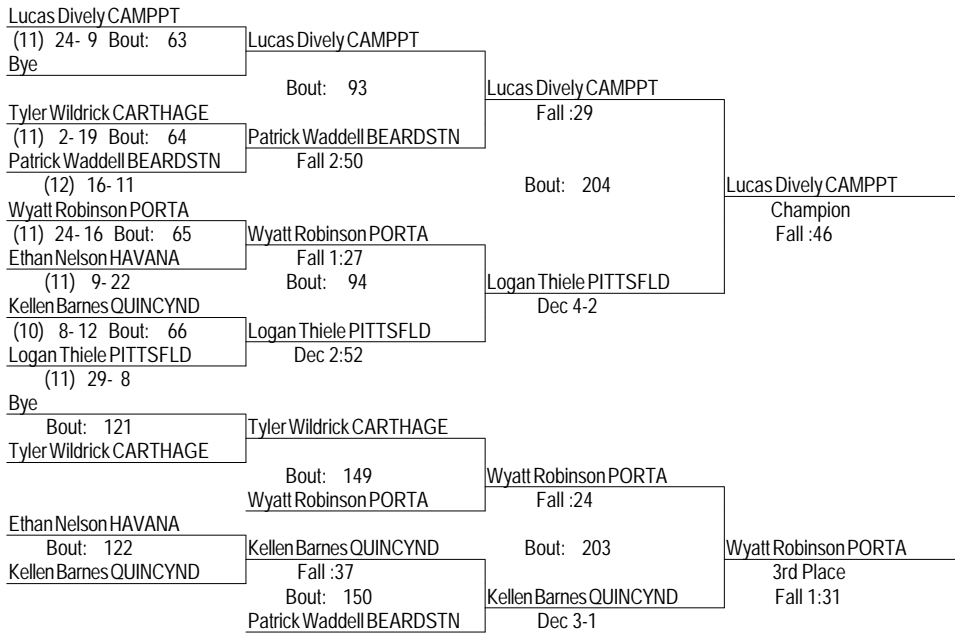 Lucas Dively CAMPPT
(11) 24- 9 Bout: 63
Lucas Dively CAMPPT
Bye
Bout: 93
Lucas Dively CAMPPT
Tyler Wildrick CARTHAGE
Fall :29
(11) 2- 19 Bout: 64
Patrick Waddell BEARDSTN
Patrick Waddell BEARDSTN
Fall 2:50
(12) 16- 11
Bout: 204
Lucas Dively CAMPPT
Wyatt Robinson PORTA
Champion
(11) 24- 16 Bout: 65
Wyatt Robinson PORTA
Fall :46
Ethan Nelson HAVANA
Fall 1:27
(11) 9- 22
Bout: 94
Logan Thiele PITTSFLD
Kellen Barnes QUINCYND
Dec 4-2
(10) 8- 12 Bout: 66
Logan Thiele PITTSFLD
Logan Thiele PITTSFLD
Dec 2:52
(11) 29- 8
Bye
Bout: 121
Tyler Wildrick CARTHAGE
Tyler Wildrick CARTHAGE
Bout: 149
Wyatt Robinson PORTA
Wyatt Robinson PORTA
Fall :24
Ethan Nelson HAVANA
Bout: 122
Kellen Barnes QUINCYND
Bout: 203
Wyatt Robinson PORTA
Kellen Barnes QUINCYND
Fall :37
3rd Place
Bout: 150
Kellen Barnes QUINCYND
Fall 1:31
Patrick Waddell BEARDSTN
Dec 3-1